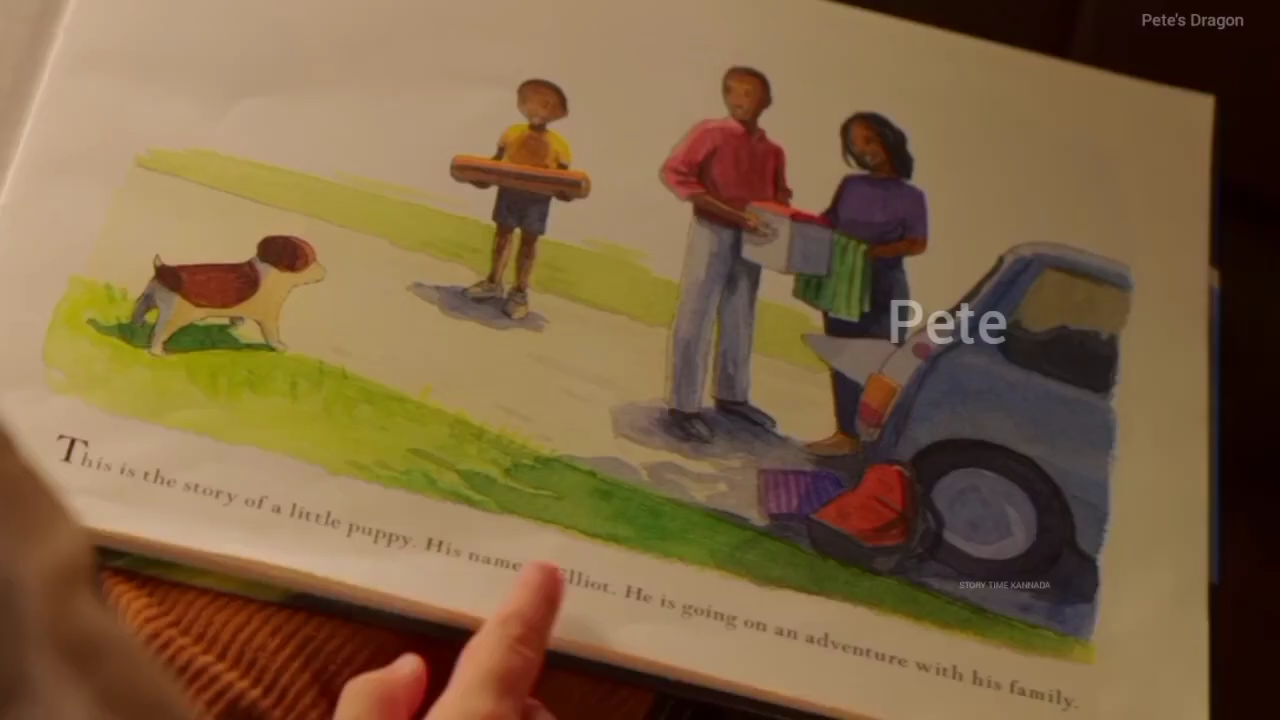 Pete's Dragon
Pete
STORY TIME KANNADA
This is the story of a little puppy. His name Elliot. He is going on an adventure with his family.